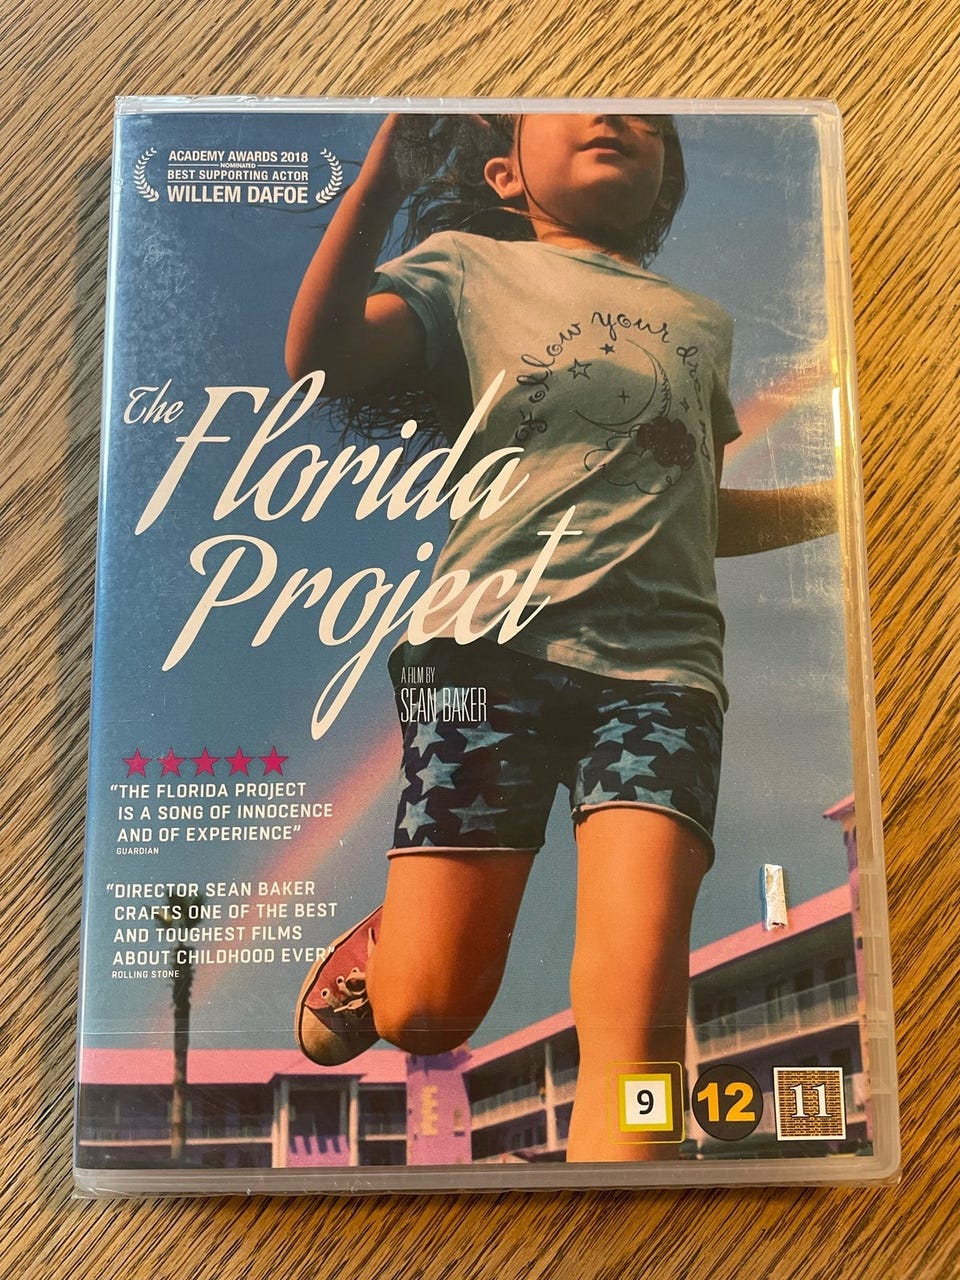 ACADEMY AWARDS 2018
NOMINATED
BEST SUPPORTING ACTOR
WILLEM DAFOE
follow your
The
Florida
Project
A FILM BY
SEAN BAKER
"THE FLORIDA PROJECT
IS A SONG OF INNOCENCE
AND OF EXPERIENCE"
GUARDIAN
"DIRECTOR SEAN BAKER
CRAFTS ONE OF THE BEST
AND TOUGHEST FILMS
ABOUT CHILDHOOD EVER"
ROLLING STONE
E
E L
9
12
11